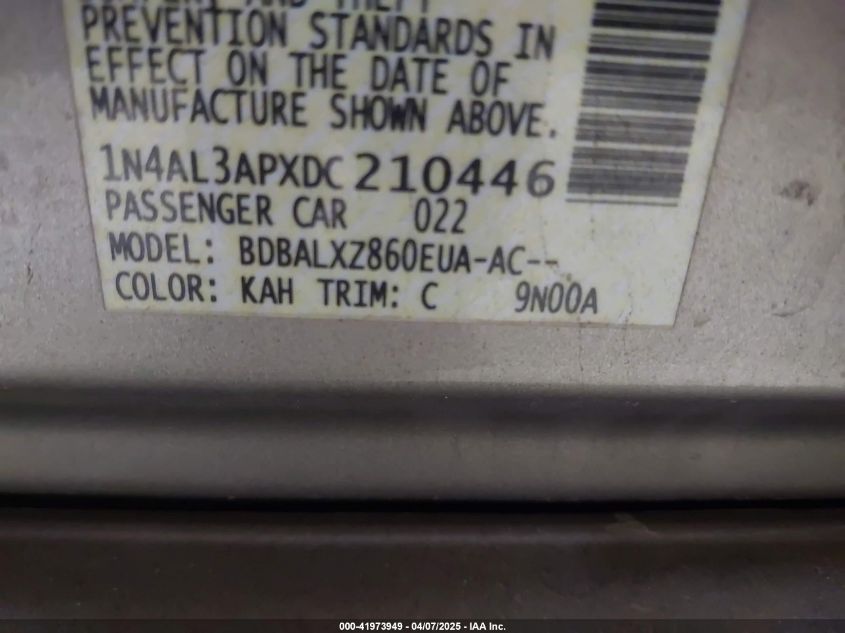 PREVENTION STANDARDS IN
EFFECT ON THE DATE OF
MANUFACTURE SHOWN ABOVE.
1N4AL3APXDC210446
PASSENGER CAR 022
MODEL: BDBALXZ860EUA-AC--
COLOR: KAH TRIM: C 9N00A
000-41973949 - 04/07/2025 - IAA Inc.